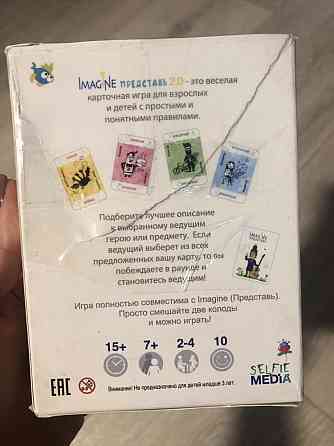 IMAGINE ПРЕДСТАВЬ 2.0 - это веселая
карточная игра для взрослых
и детей с простыми и
понятными правилами.
Подберите лучшее описание
к выбранному ведущим
герою или предмету. Если
ведущий выберет из всех
предложенных вашу карту, то вы
побеждаете в раунде и
становитесь ведущим!
IMAGINE
Игра полностью совместима с Imagine (Представь).
Просто смешайте две колоды
и можно играть!
15+ 7+ 2-4 10
EAC
Внимание! Не предназначено для детей младше 3 лет.
SELFIE
MEDIA